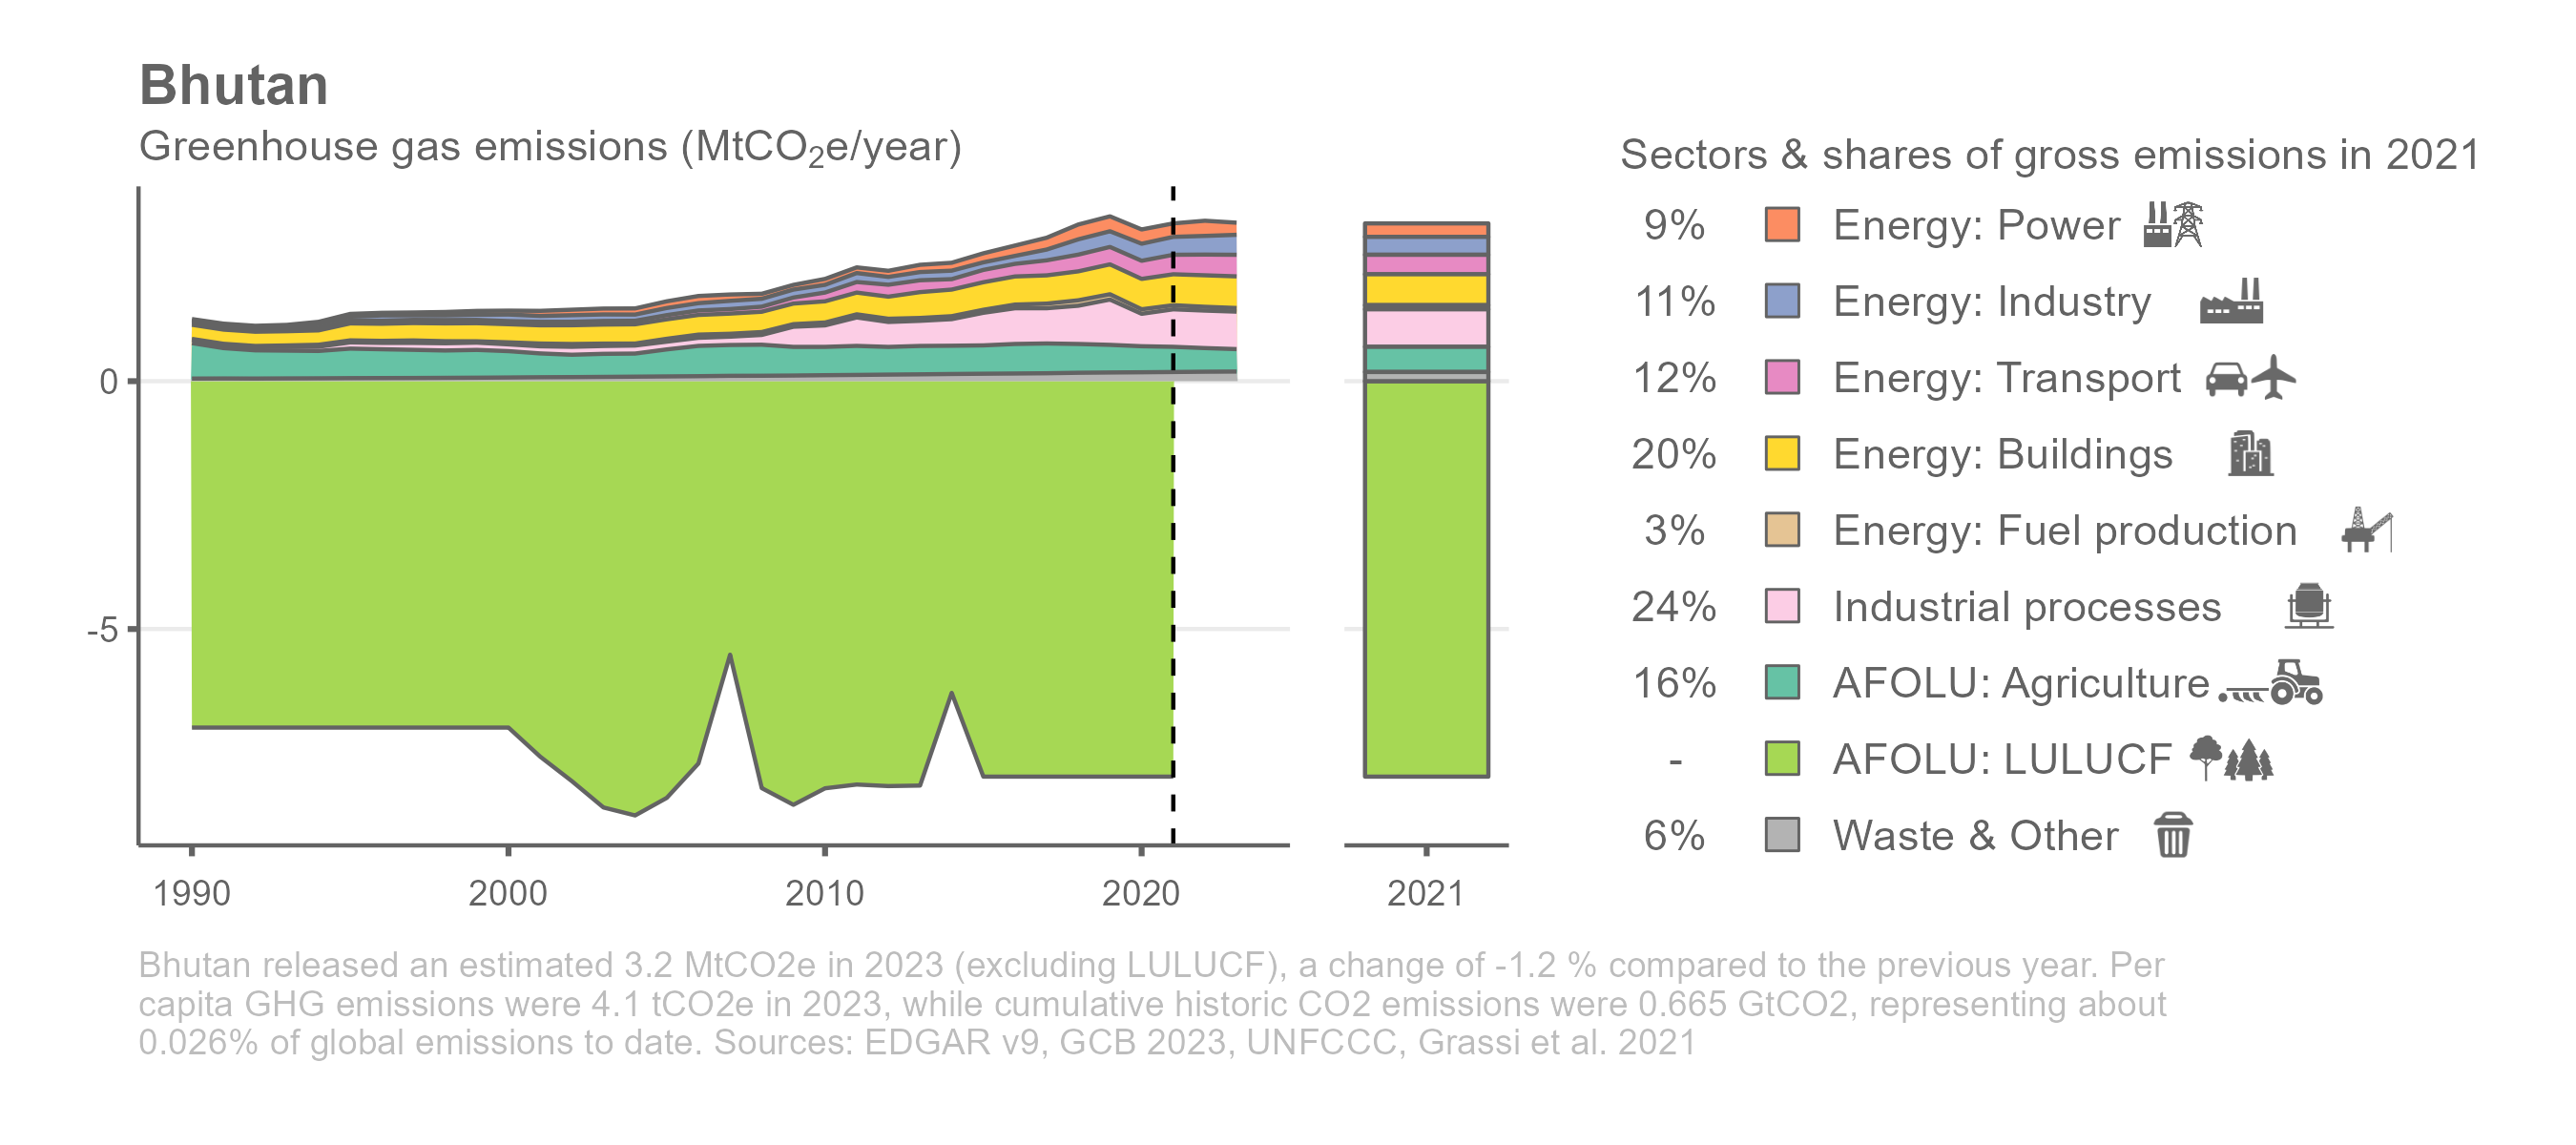 Bhutan
Greenhouse gas emissions (MtCO₂e/year)
0
-5
1990 2000 2010 2020 2021
Sectors & shares of gross emissions in 2021
9% Energy: Power
11% Energy: Industry
12% Energy: Transport
20% Energy: Buildings
3% Energy: Fuel production
24% Industrial processes
16% AFOLU: Agriculture
- AFOLU: LULUCF
6% Waste & Other
Bhutan released an estimated 3.2 MtCO2e in 2023 (excluding LULUCF), a change of -1.2 % compared to the previous year. Per
capita GHG emissions were 4.1 tCO2e in 2023, while cumulative historic CO2 emissions were 0.665 GtCO2, representing about
0.026% of global emissions to date. Sources: EDGAR v9, GCB 2023, UNFCCC, Grassi et al. 2021